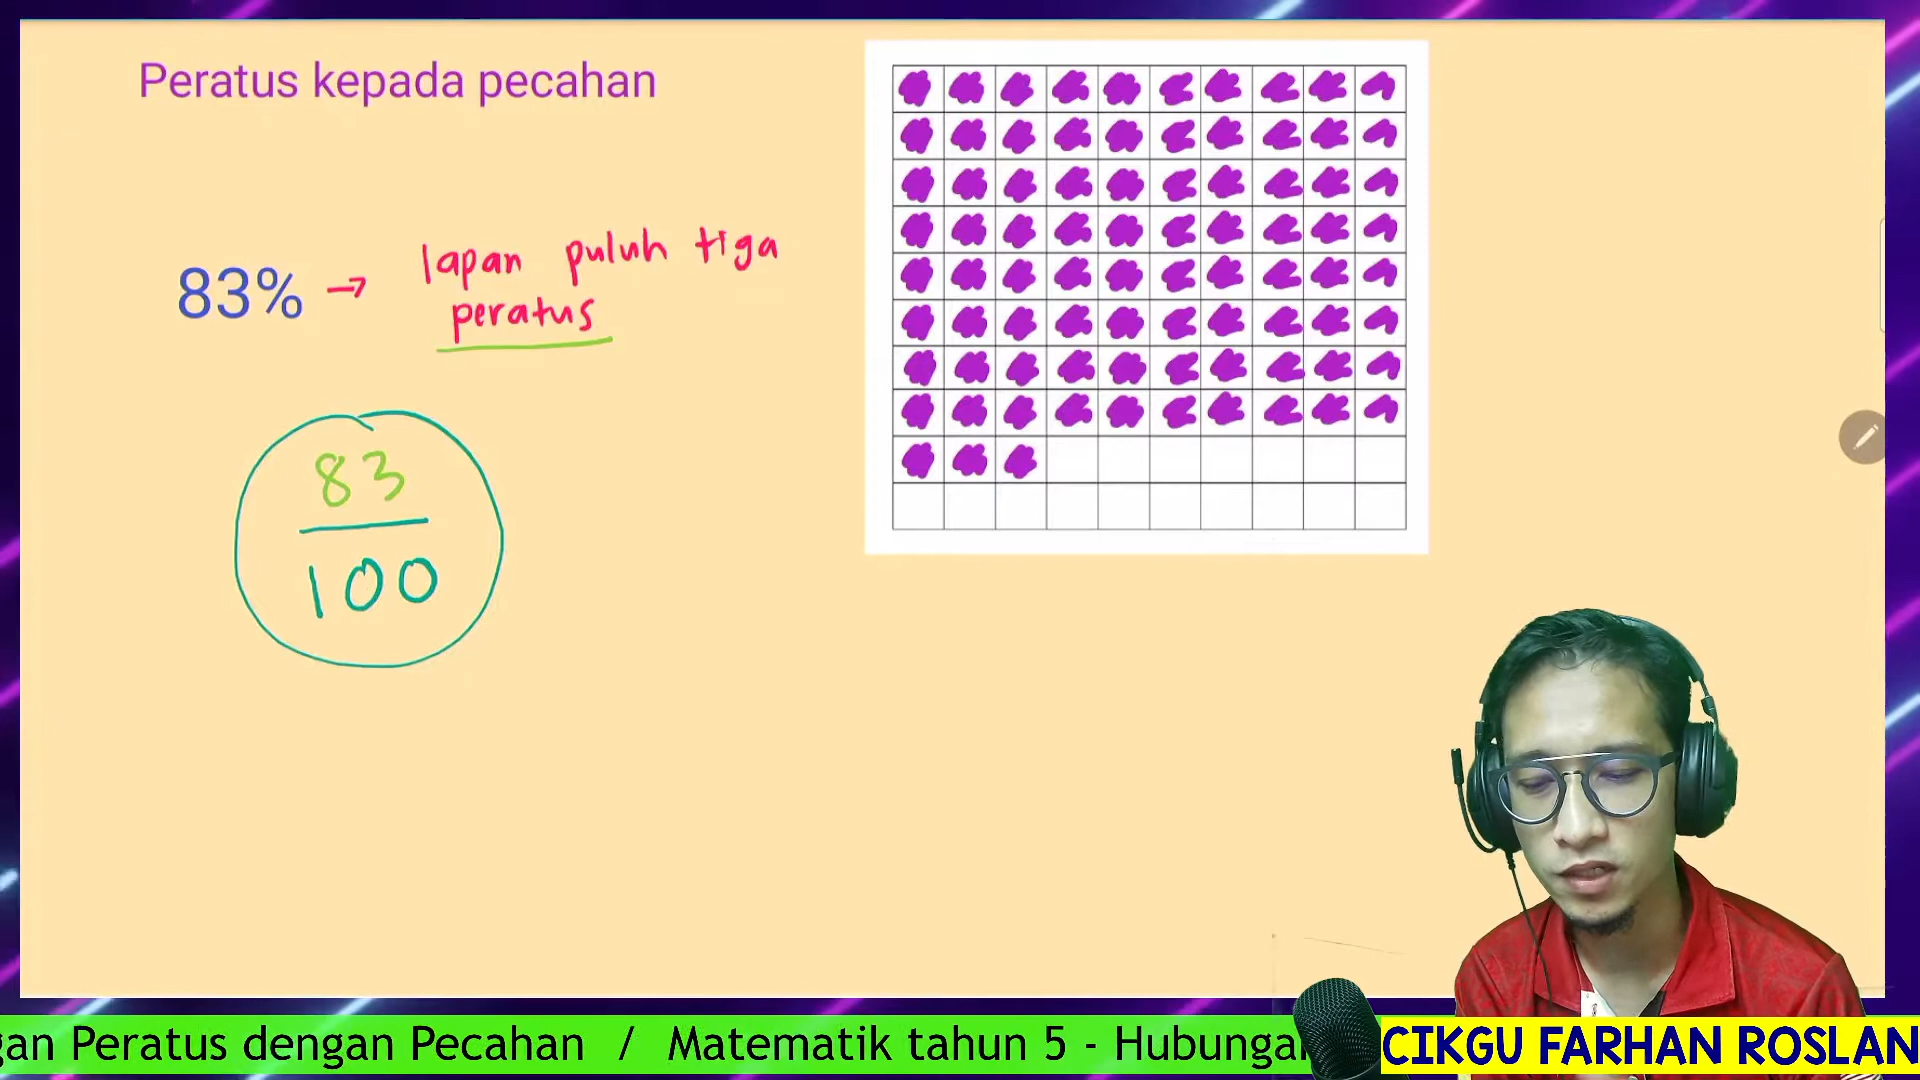 Peratus kepada pecahan
83% → lapan puluh tiga
peratus
83
100
gan Peratus dengan Pecahan / Matematik tahun 5 - Hubunga
CIKGU FARHAN ROSLAN